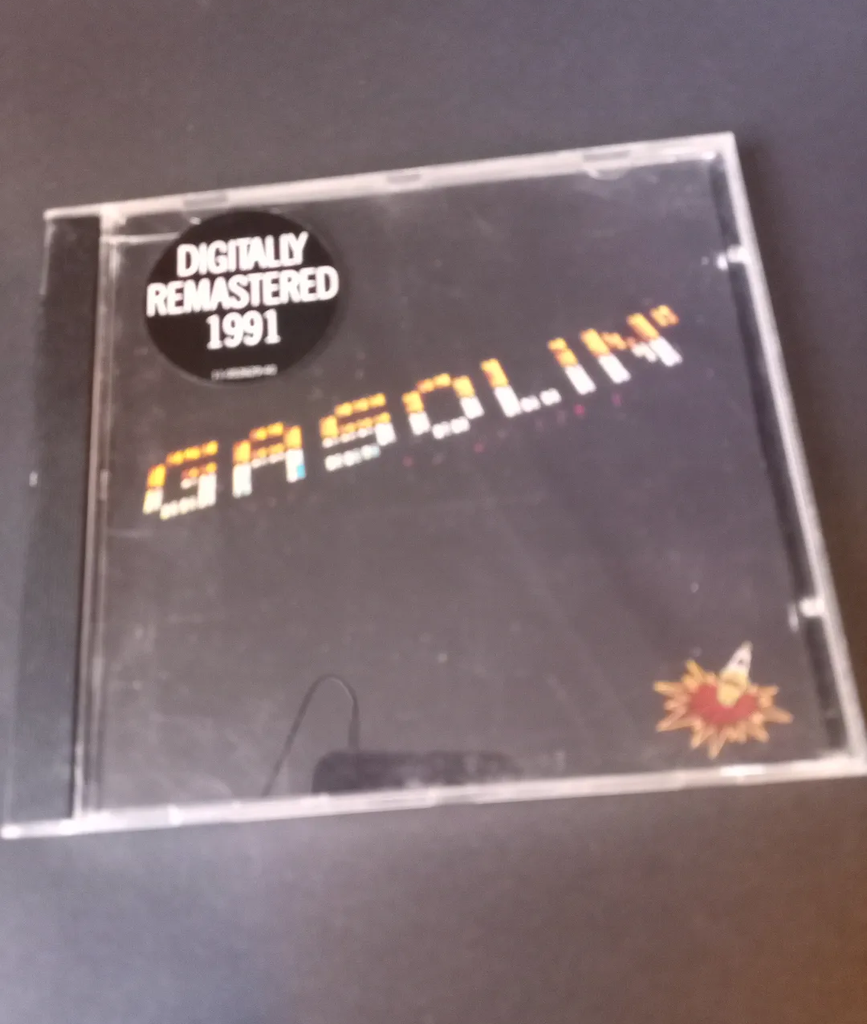 DIGITALLY
REMASTERED
1991
GASOLIN"